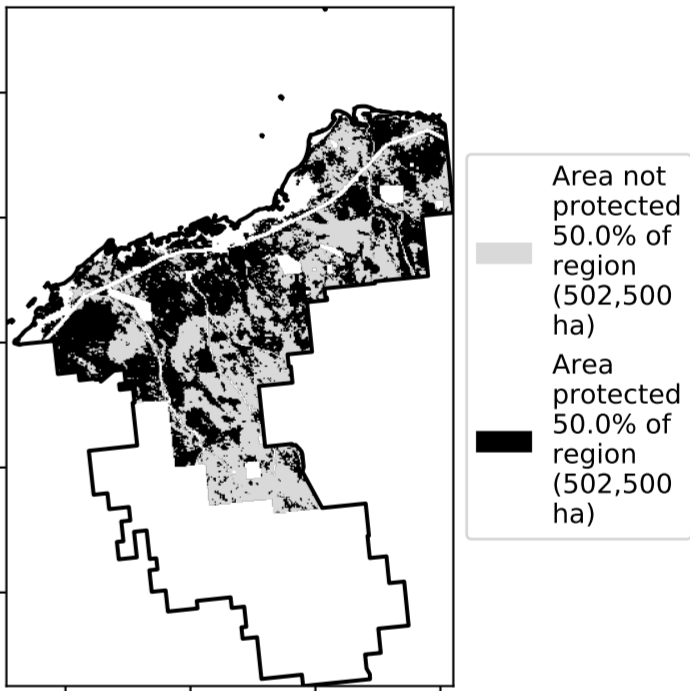 Area not
protected
50.0% of
region
(502,500
ha)
Area
protected
50.0% of
region
(502,500
ha)